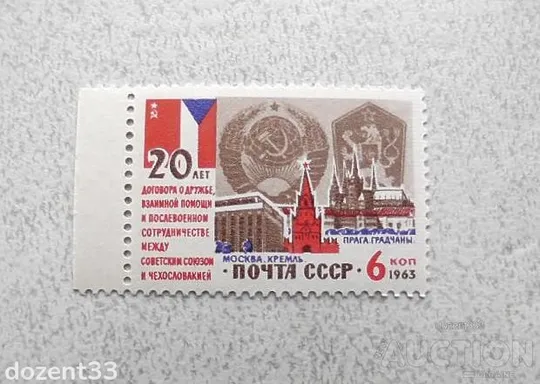 20 ЛЕТ
ДОГОВОРА О ДРУЖБЕ,
ВЗАИМНОЙ ПОМОЩИ
И ПОСЛЕВОЕННОМ
СОТРУДНИЧЕСТВЕ
МЕЖДУ
СОВЕТСКИМ СОЮЗОМ
И ЧЕХОСЛОВАКИЕЙ
МОСКВА. КРЕМЛЬ.
ПРАГА. ГРАДЧАНЫ.
·ПОЧТА СССР· 6 КОП
1963
dozent33
AUCTION